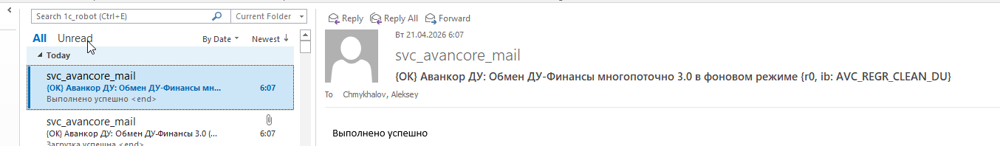 Search 1c_robot (Ctrl+E)
Current Folder
All Unread
By Date
Newest
Today
svc_avancore_mail
{ОК} Аванкор ДУ: Обмен ДУ-Финансы мн...
6:07
Выполнено успешно <end>
svc_avancore_mail
{ОК} Аванкор ДУ: Обмен ДУ-Финансы 3.0 (...
6:07
Загрузка успешна <end>
Reply
Reply All
Forward
Вт 21.04.2026 6:07
svc_avancore_mail
{ОК} Аванкор ДУ: Обмен ДУ-Финансы многопоточно 3.0 в фоновом режиме {r0, ib: AVC_REGR_CLEAN_DU}
To Chmykhalov, Aleksey
Выполнено успешно